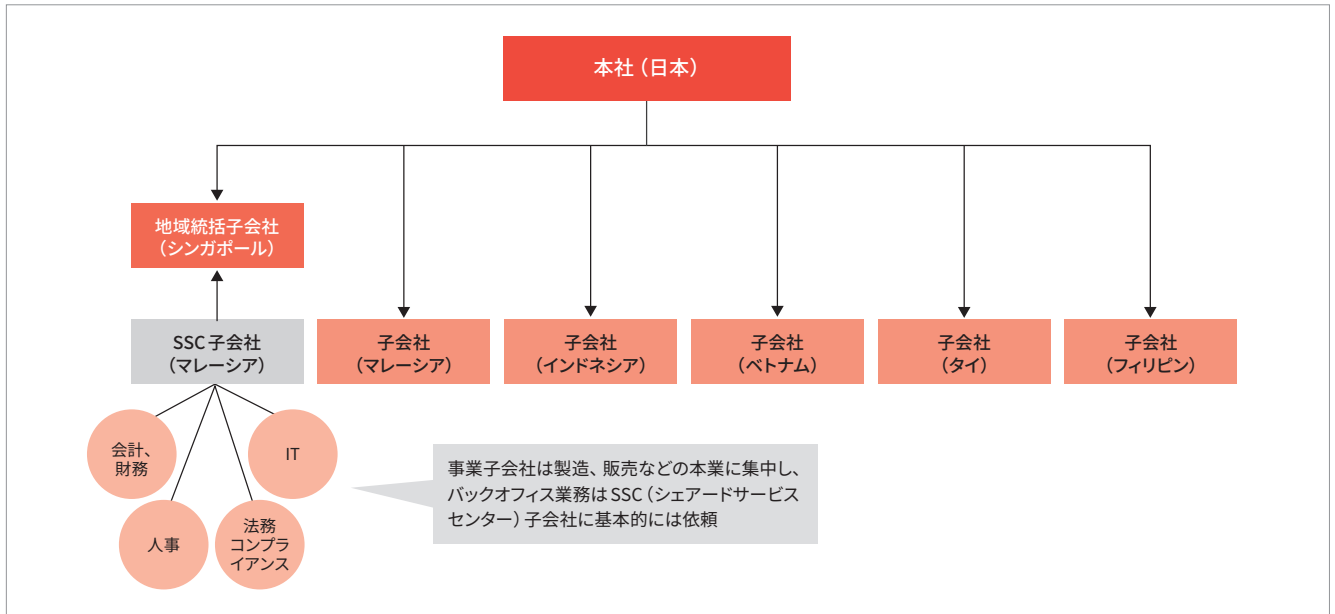 本社（日本）
地域統括子会社
（シンガポール）
SSC 子会社
（マレーシア）
子会社
（マレーシア）
子会社
（インドネシア）
子会社
（ベトナム）
子会社
（タイ）
子会社
（フィリピン）
会計、
財務
IT
人事
法務
コンプラ
イアンス
事業子会社は製造、販売などの本業に集中し、
バックオフィス業務は SSC（シェアードサービス
センター）子会社に基本的には依頼